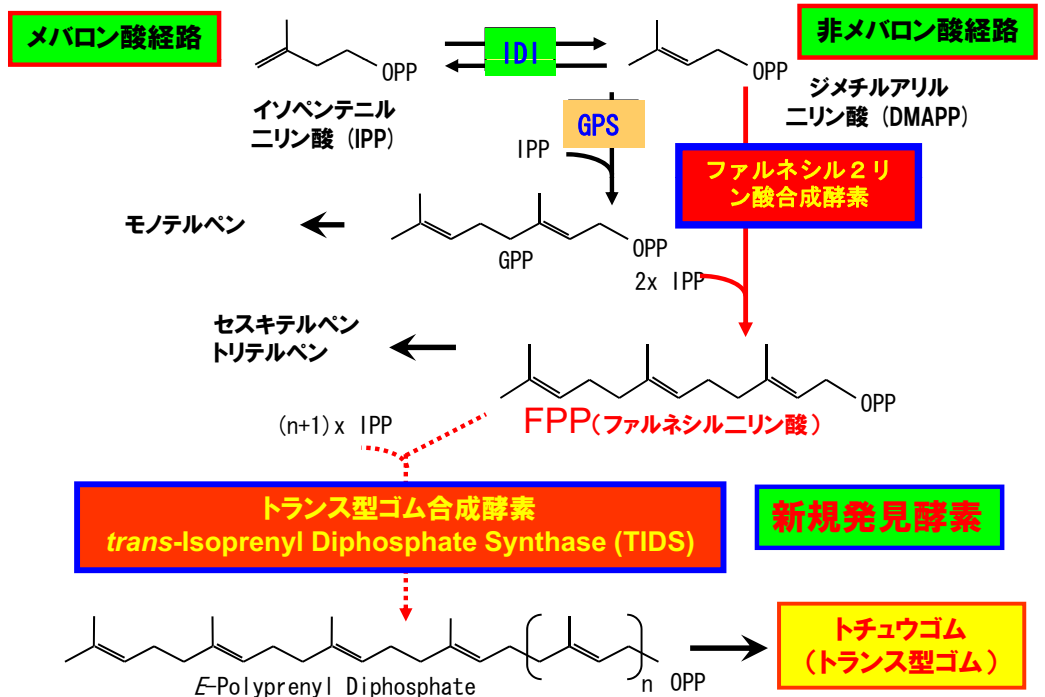 メバロン酸経路
非メバロン酸経路
IDI
OPP
OPP
イソペンテニル
二リン酸 (IPP)
ジメチルアリル
二リン酸 (DMAPP)
GPS
IPP
ファルネシル２リ
ン酸合成酵素
モノテルペン
OPP
GPP
2x IPP
セスキテルペン
トリテルペン
OPP
FPP(ファルネシル二リン酸)
(n+1)x IPP
トランス型ゴム合成酵素
trans-Isoprenyl Diphosphate Synthase (TIDS)
新規発見酵素
トチュウゴム
(トランス型ゴム)
n OPP
E-Polyprenyl Diphosphate